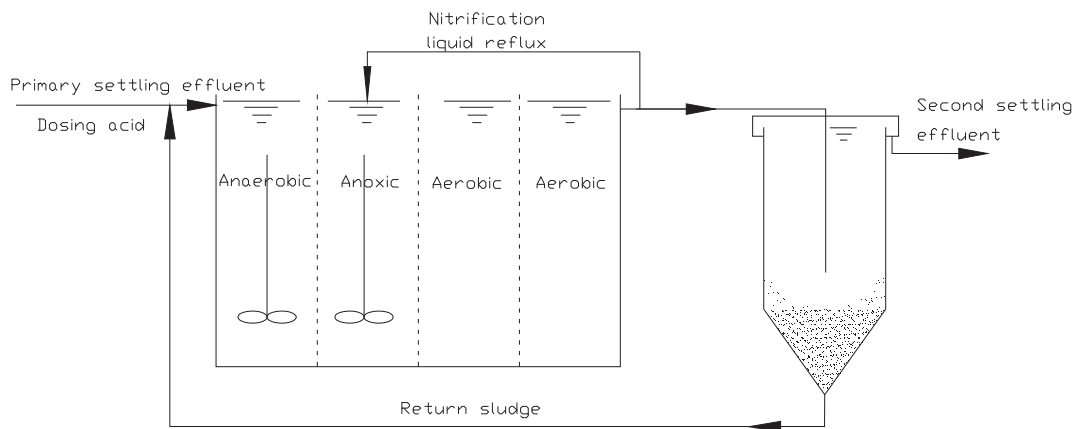 Nitrification
liquid reflux
Primary settling effluent
Dosing acid
Second settling
effluent
Anaerobic
Anoxic
Aerobic
Aerobic
Return sludge